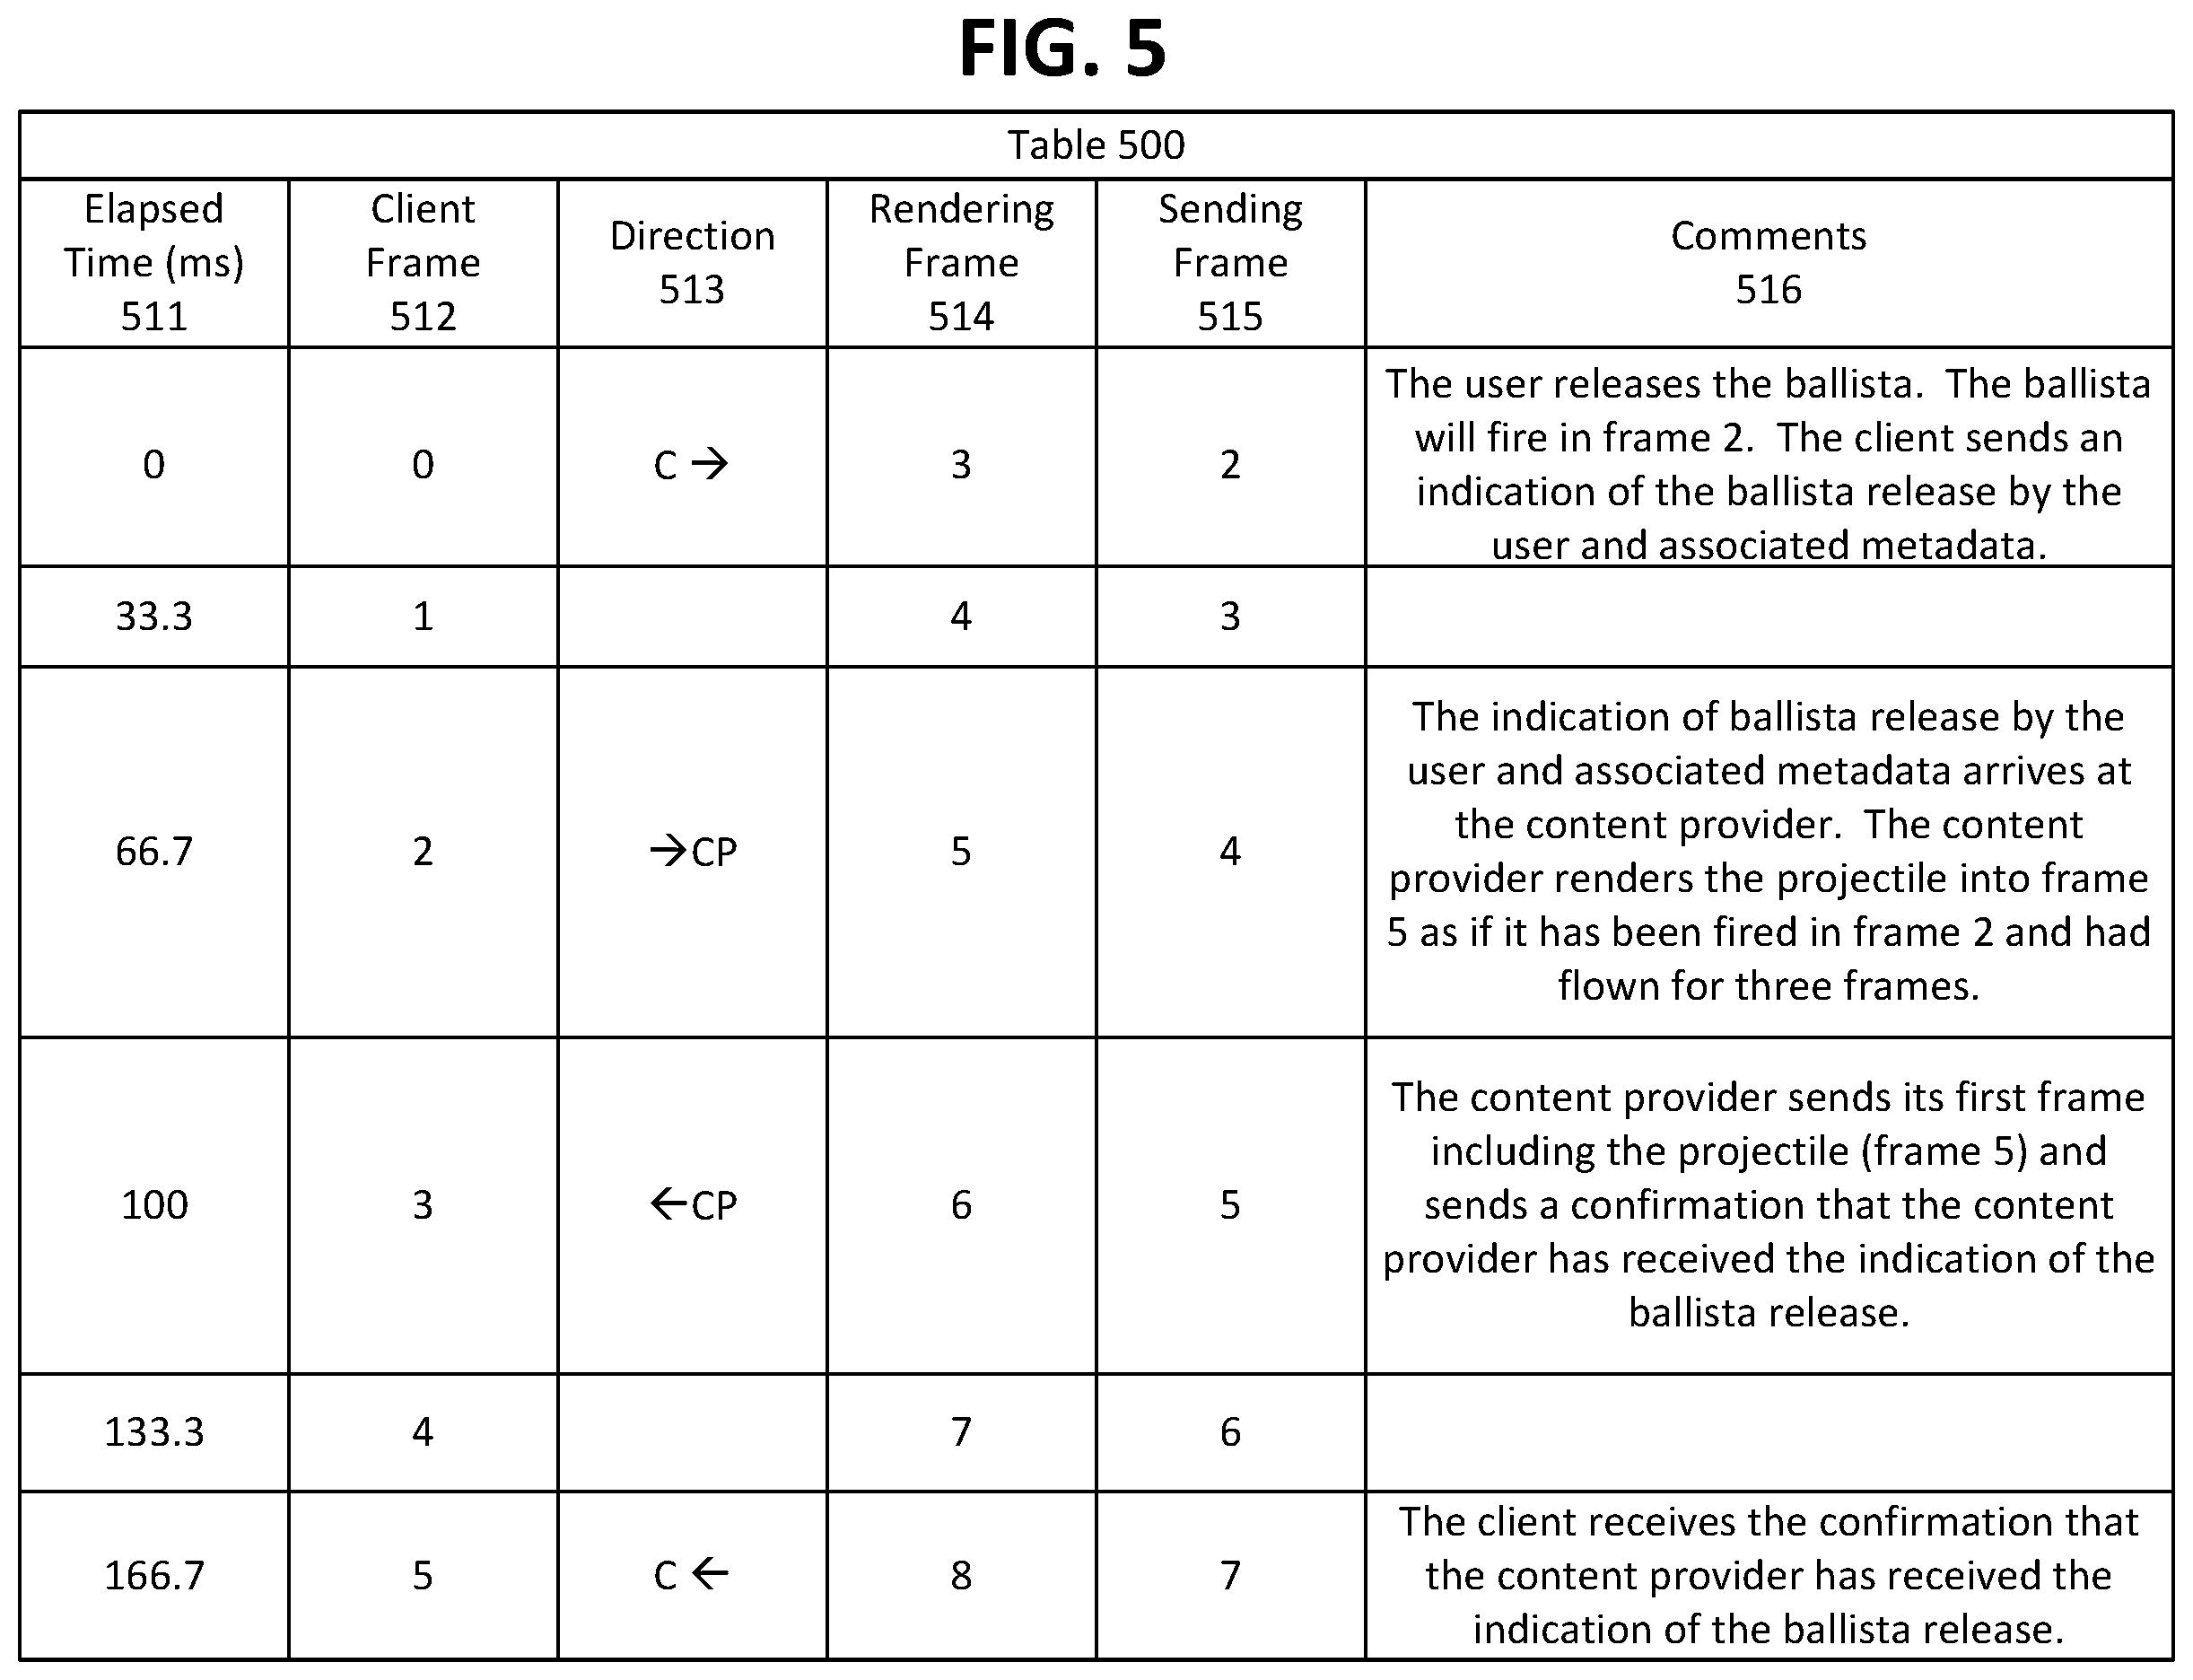 FIG. 5
Table 500
Elapsed
Time (ms)
511
Client
Frame
512
Direction
513
Rendering
Frame
514
Sending
Frame
515
Comments
516
0
0
C →
3
2
The user releases the ballista. The ballista
will fire in frame 2. The client sends an
indication of the ballista release by the
user and associated metadata.
33.3
1
4
3
66.7
2
→CP
5
4
The indication of ballista release by the
user and associated metadata arrives at
the content provider. The content
provider renders the projectile into frame
5 as if it has been fired in frame 2 and had
flown for three frames.
100
3
←CP
6
5
The content provider sends its first frame
including the projectile (frame 5) and
sends a confirmation that the content
provider has received the indication of the
ballista release.
133.3
4
7
6
166.7
5
C ←
8
7
The client receives the confirmation that
the content provider has received the
indication of the ballista release.